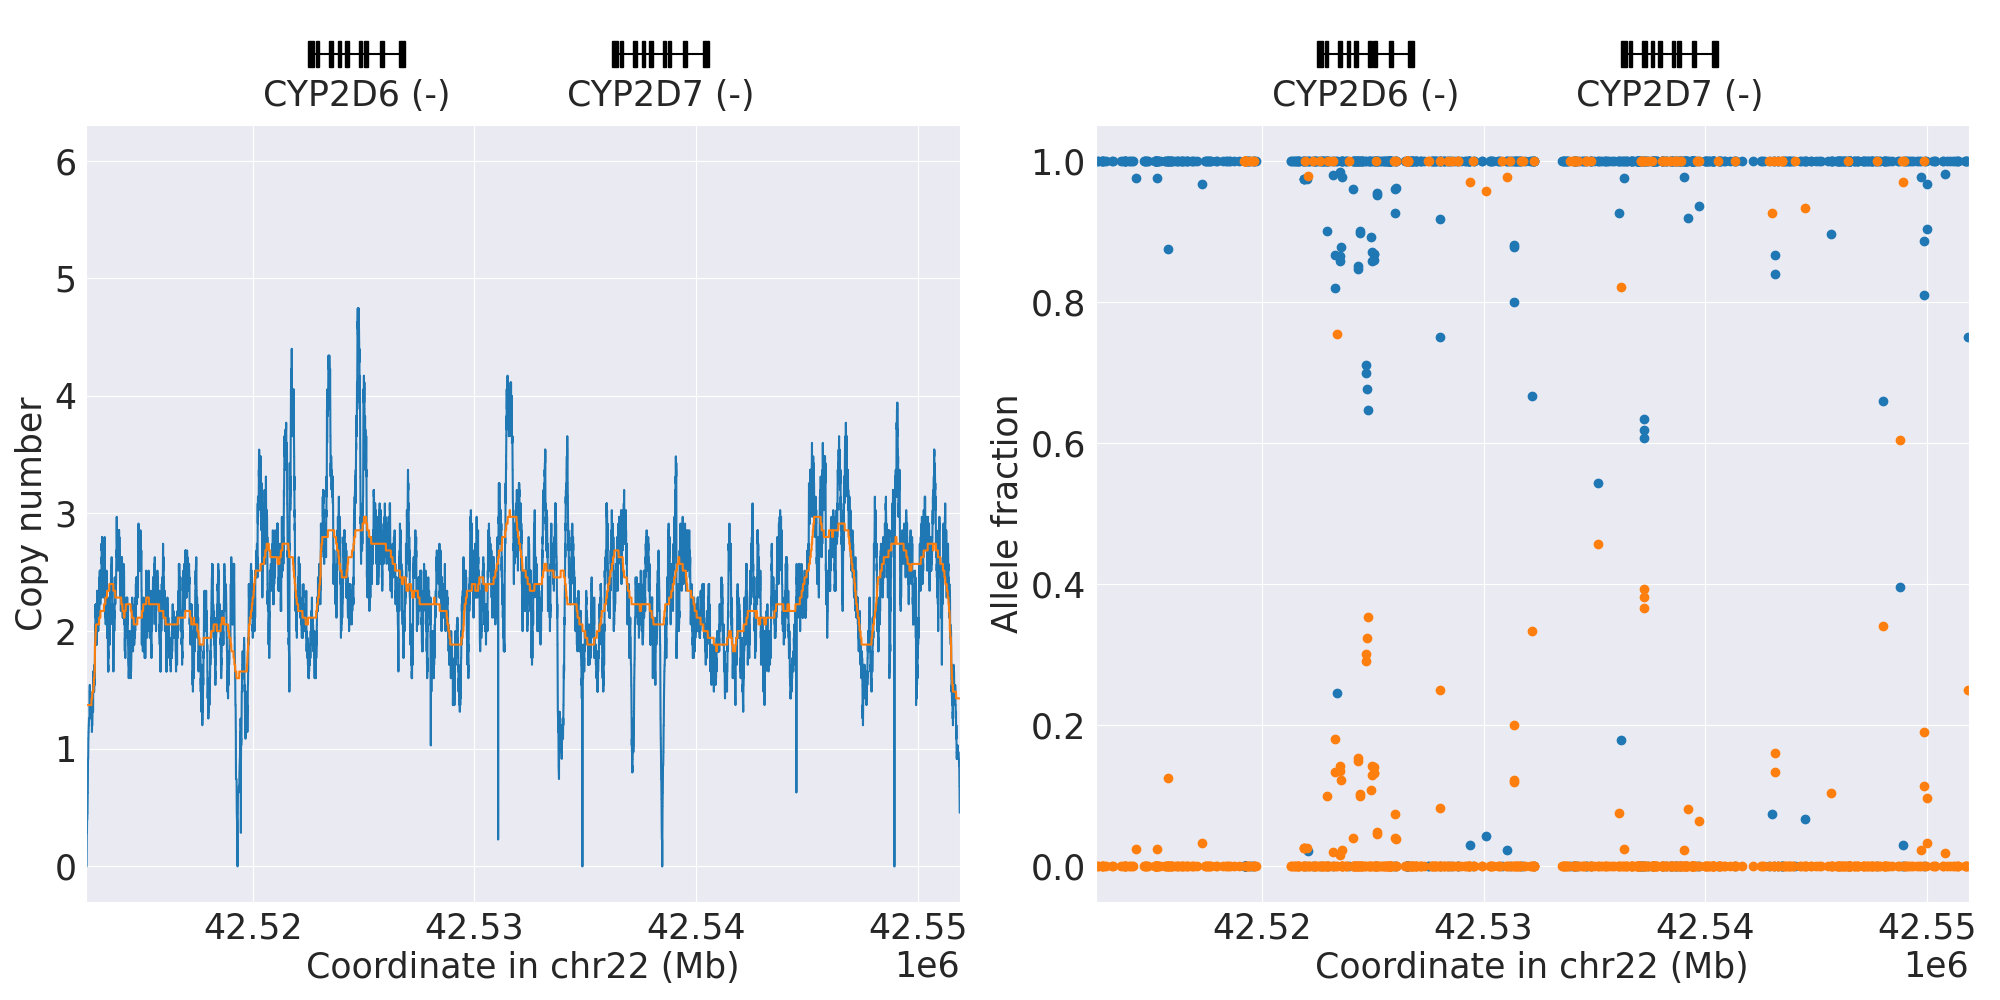 CYP2D6 (-) CYP2D7 (-)
6
5
4
3
2
1
0
Copy number
42.52 42.53 42.54 42.55
Coordinate in chr22 (Mb) 1e6
CYP2D6 (-) CYP2D7 (-)
1.0
0.8
0.6
0.4
0.2
0.0
Allele fraction
42.52 42.53 42.54 42.55
Coordinate in chr22 (Mb) 1e6